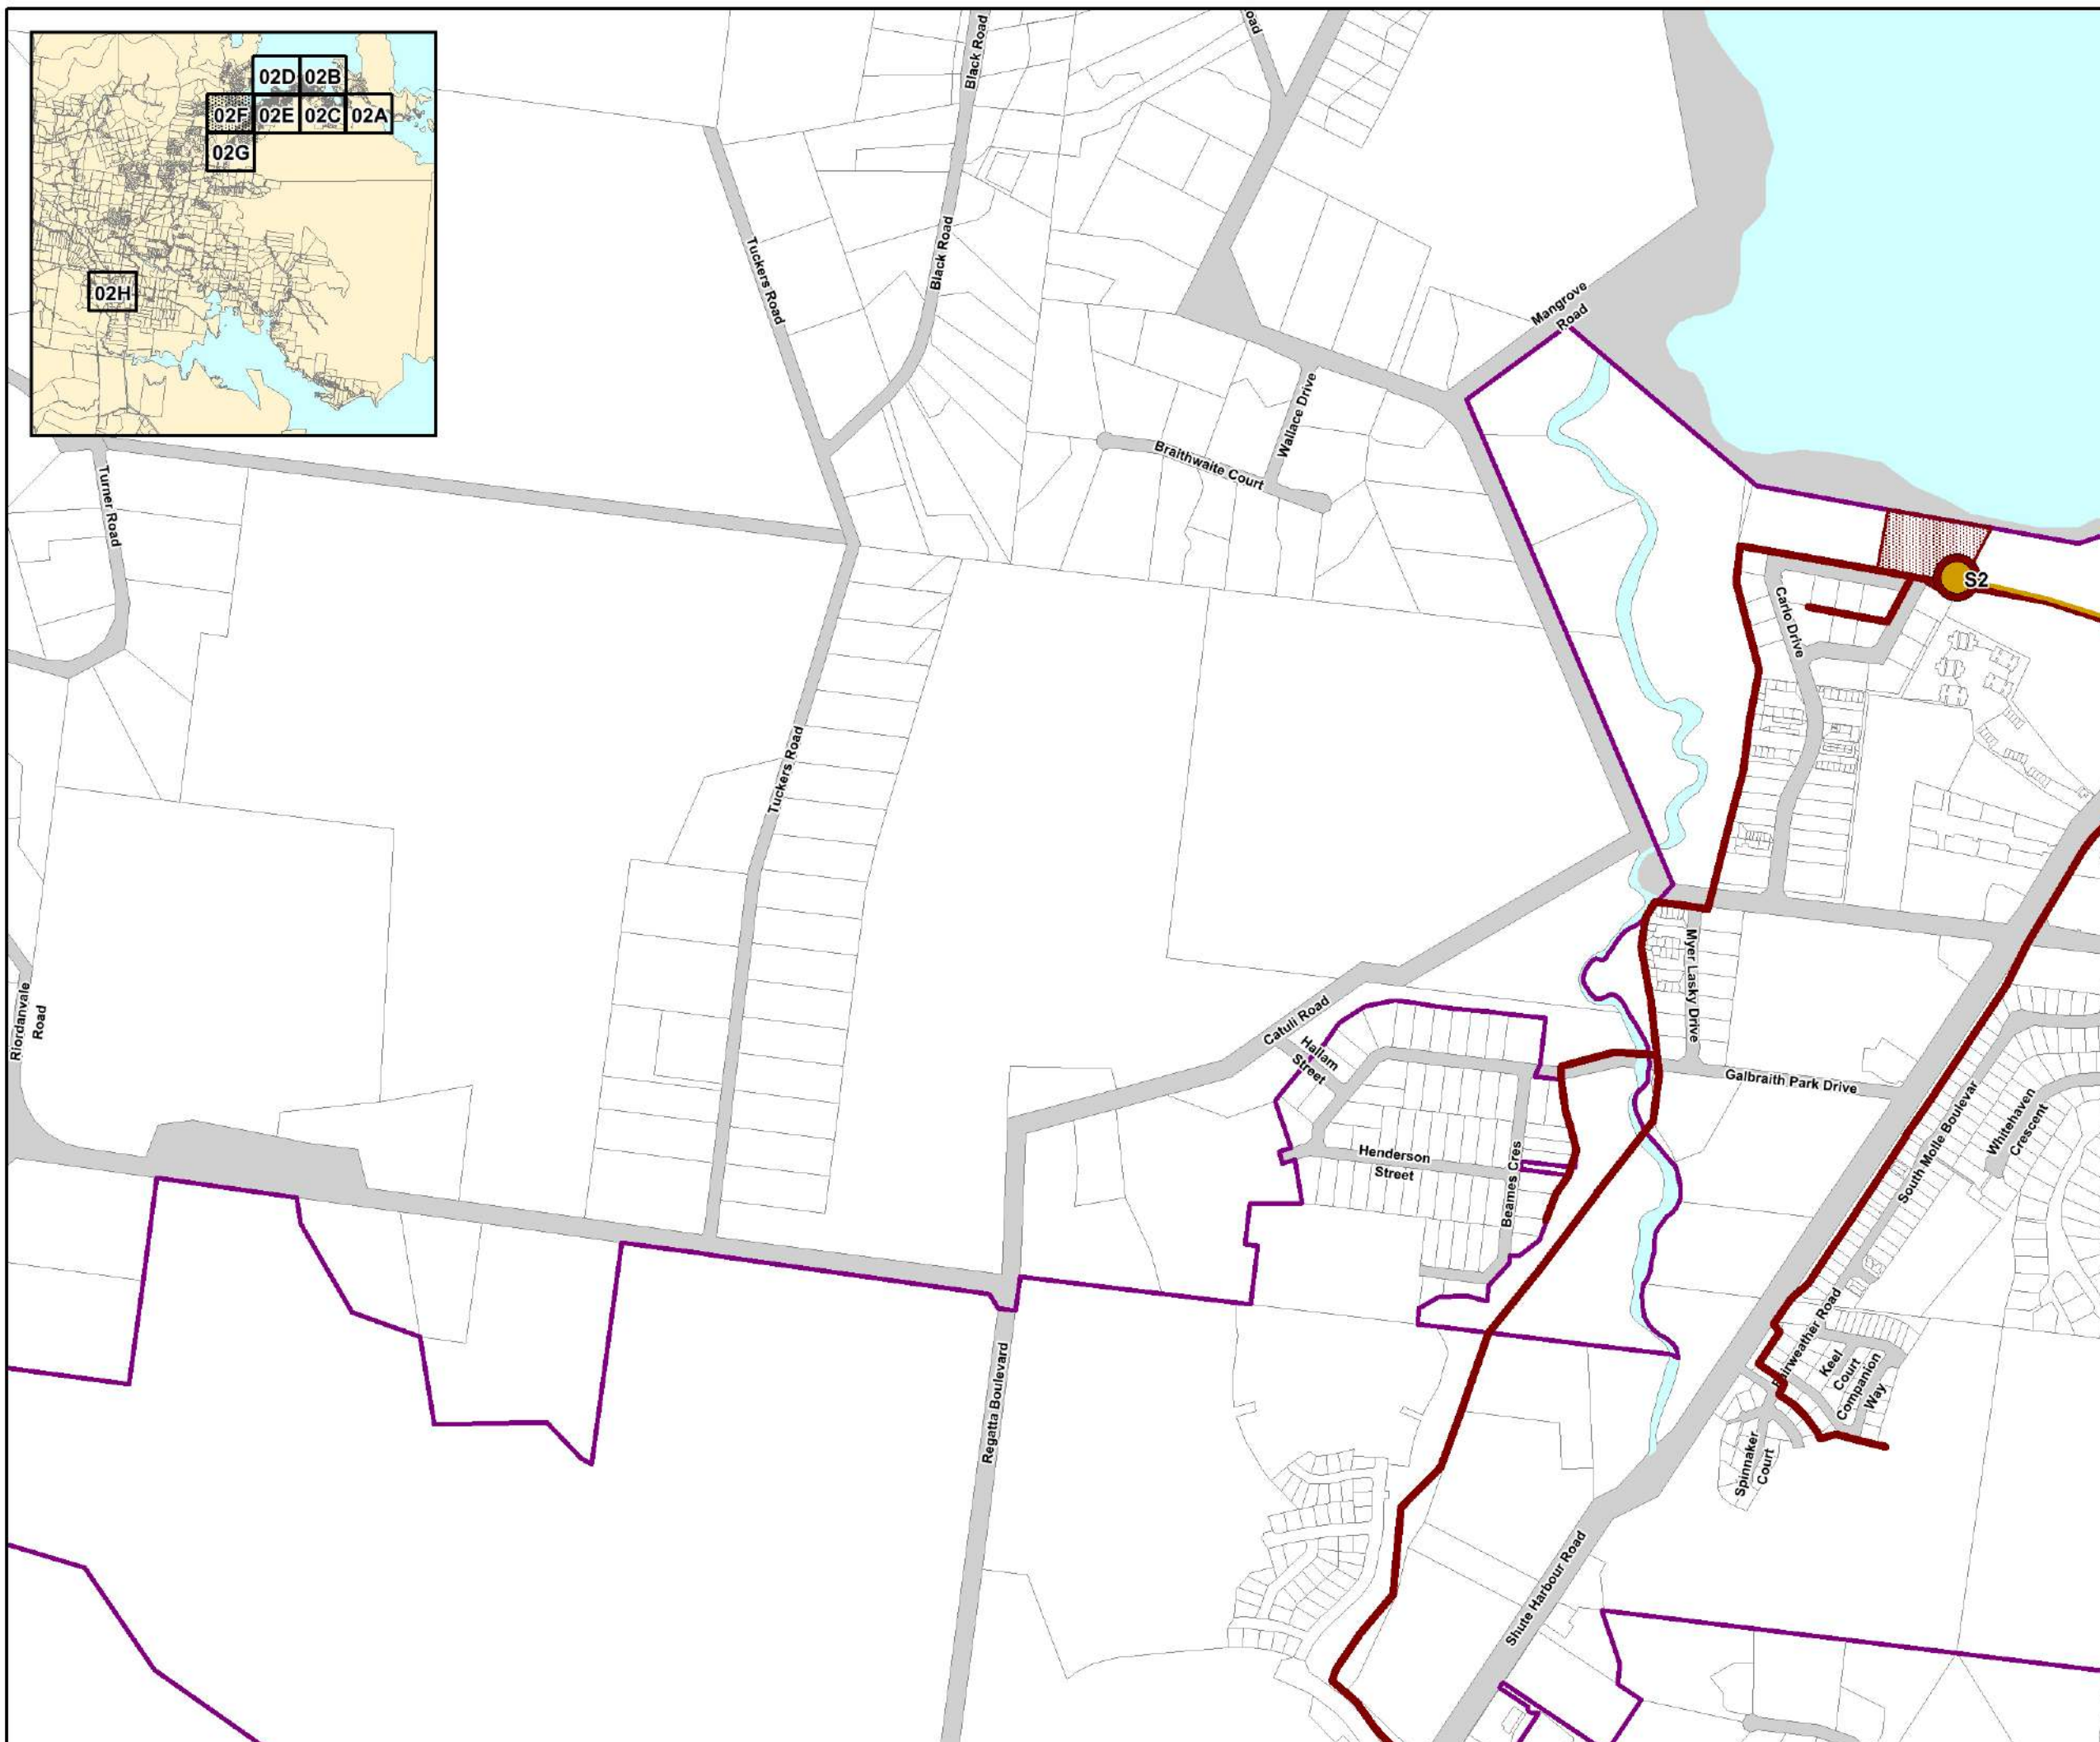 02D 02B
02F 02E 02C 02A
02G
02H
Black Road
oad
Tuckers Road
Black Road
Mangrove
Road
Wallace Drive
Braithwaite Court
Turner Road
S2
Carlo Drive
Tuckers Road
Myer Lasky Drive
Riordanvale
Road
Catuli Road
Hallam
Street
Galbraith Park Drive
Whitehaven
Crescent
South Molle Boulevar
Henderson
Street
Beames Cres
Fairweather Road
Keel
Court
Companion
Way
Regatta Boulevard
Spinnaker
Court
Shute Harbour Road